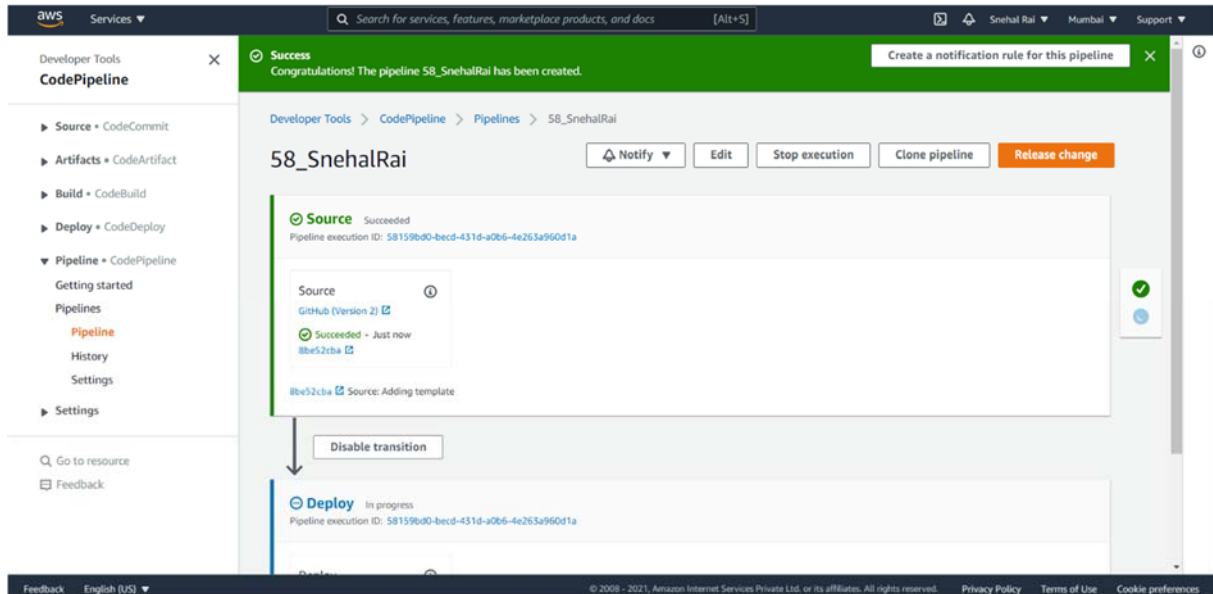 aws Services ▼ Search for services, features, marketplace products, and docs [Alt+S] Snehal Rai ▼ Mumbai ▼ Support ▼
Developer Tools
CodePipeline
Source • CodeCommit
Artifacts • CodeArtifact
Build • CodeBuild
Deploy • CodeDeploy
Pipeline • CodePipeline
Getting started
Pipelines
Pipeline
History
Settings
Settings
Go to resource
Feedback
Success
Congratulations! The pipeline 58_SnehalRai has been created.
Create a notification rule for this pipeline
Developer Tools > CodePipeline > Pipelines > 58_SnehalRai
58_SnehalRai
Notify ▼ Edit Stop execution Clone pipeline Release change
Source Succeeded
Pipeline execution ID: 58159bd0-becd-431d-a0b6-4e263a960d1a
Source
GitHub (Version 2)
Succeeded - Just now
8be52cba
8be52cba Source: Adding template
Disable transition
Deploy In progress
Pipeline execution ID: 58159bd0-becd-431d-a0b6-4e263a960d1a
Deploy
Feedback English (US) ▼ © 2008 - 2021, Amazon Internet Services Private Ltd. or its affiliates. All rights reserved. Privacy Policy Terms of Use Cookie preferences